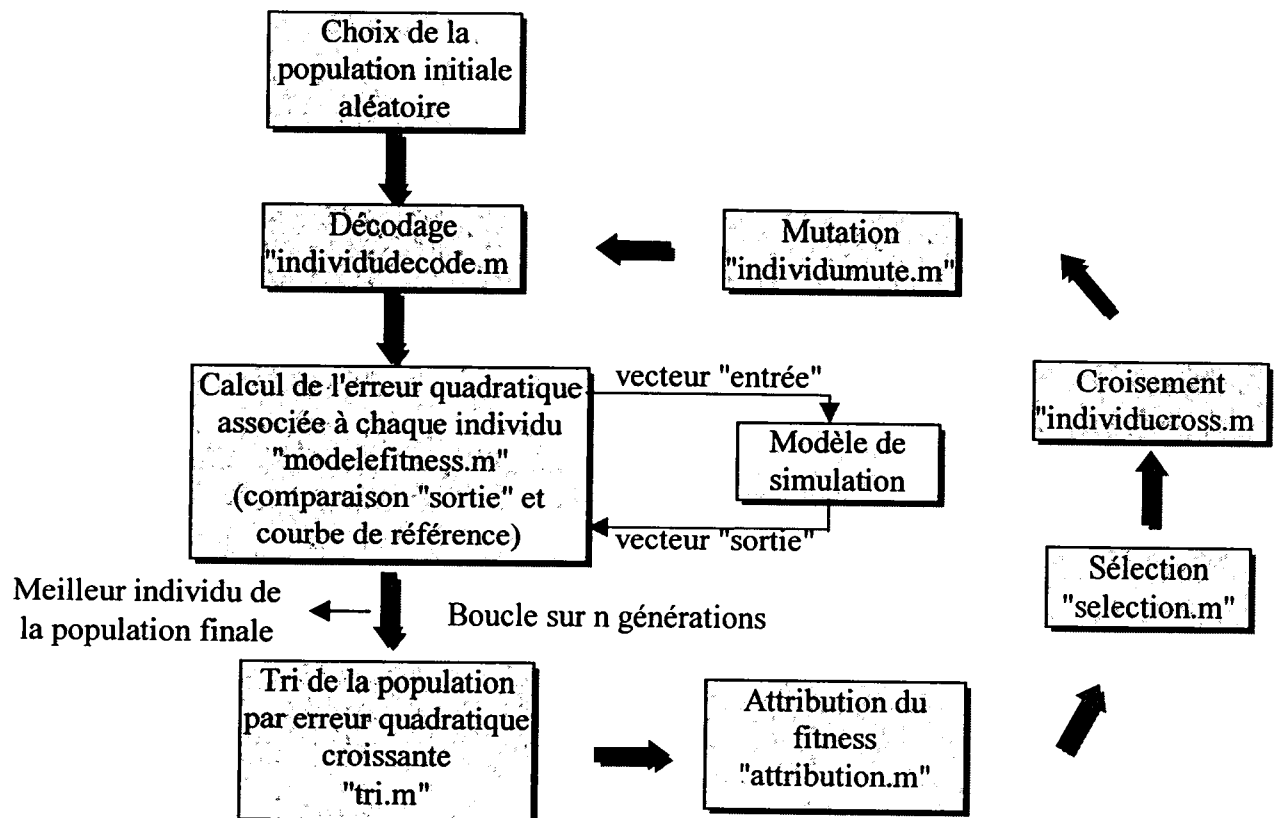 Choix de la
population initiale
aléatoire
Décodage
"individudecode.m
Mutation
"individumute.m"
Calcul de l'erreur quadratique
associée à chaque individu
"modelefitness.m"
(comparaison "sortie" et
courbe de référence)
vecteur "entrée"
Modèle de
simulation
vecteur "sortie"
Croisement
"individucross.m
Sélection
"selection.m"
Meilleur individu de
la population finale
Boucle sur n générations
Tri de la population
par erreur quadratique
croissante
"tri.m"
Attribution du
fitness
"attribution.m"